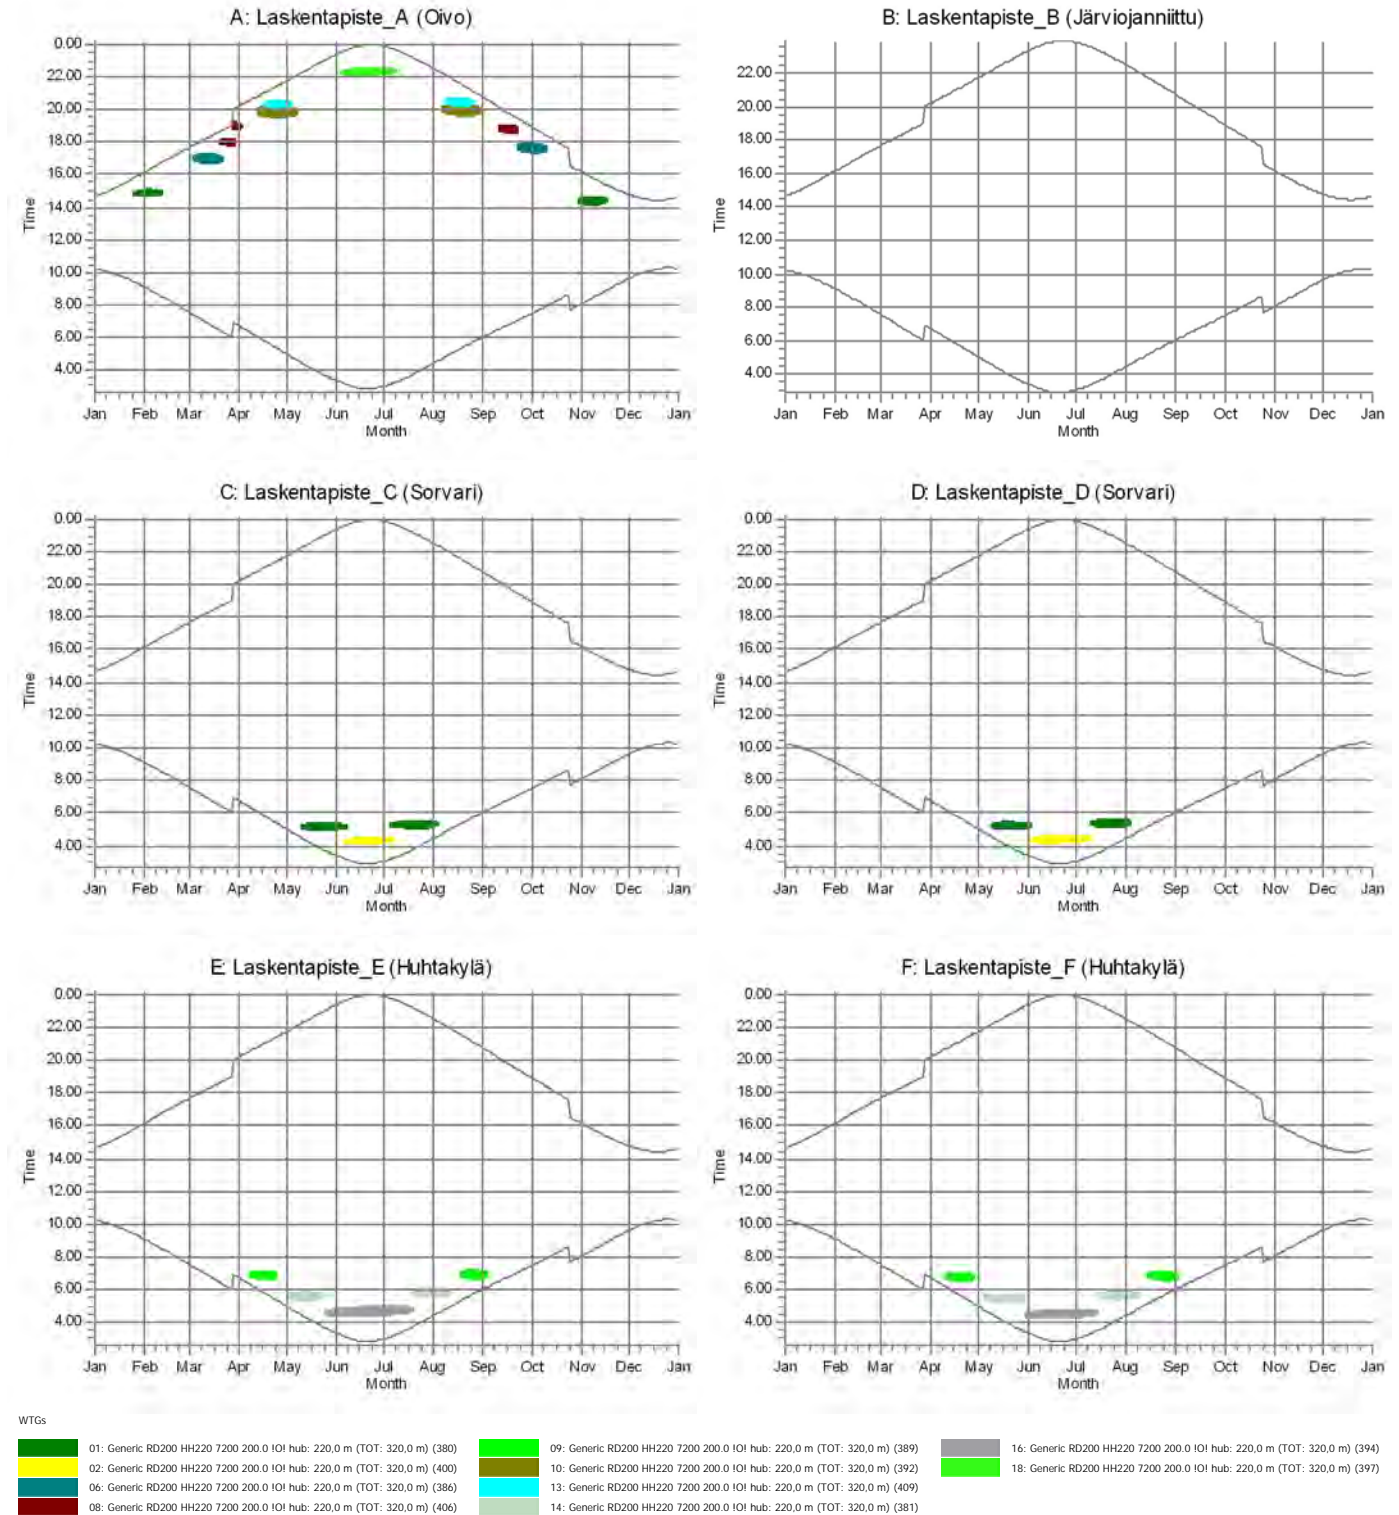 A: Laskentapiste_A (Oivo)
0.00
22.00
20.00
18.00
16.00
14.00
12.00
10.00
8.00
6.00
4.00
Time
Jan Feb Mar Apr May Jun Jul Aug Sep Oct Nov Dec Jan
Month
B: Laskentapiste_B (Järviojanniittu)
22.00
20.00
18.00
16.00
14.00
12.00
10.00
8.00
6.00
4.00
Time
Jan Feb Mar Apr May Jun Jul Aug Sep Oct Nov Dec Jan
Month
C: Laskentapiste_C (Sorvari)
0.00
22.00
20.00
18.00
16.00
14.00
12.00
10.00
8.00
6.00
4.00
Time
Jan Feb Mar Apr May Jun Jul Aug Sep Oct Nov Dec Jan
Month
D: Laskentapiste_D (Sorvari)
0.00
22.00
20.00
18.00
16.00
14.00
12.00
10.00
8.00
6.00
4.00
Time
Jan Feb Mar Apr May Jun Jul Aug Sep Oct Nov Dec Jan
Month
E: Laskentapiste_E (Huhtakylä)
0.00
22.00
20.00
18.00
16.00
14.00
12.00
10.00
8.00
6.00
4.00
Time
Jan Feb Mar Apr May Jun Jul Aug Sep Oct Nov Dec Jan
Month
F: Laskentapiste_F (Huhtakylä)
0.00
22.00
20.00
18.00
16.00
14.00
12.00
10.00
8.00
6.00
4.00
Time
Jan Feb Mar Apr May Jun Jul Aug Sep Oct Nov Dec Jan
Month
WTGs
01: Generic RD200 HH220 7200 200.0 !O! hub: 220,0 m (TOT: 320,0 m) (380)
02: Generic RD200 HH220 7200 200.0 !O! hub: 220,0 m (TOT: 320,0 m) (400)
06: Generic RD200 HH220 7200 200.0 !O! hub: 220,0 m (TOT: 320,0 m) (386)
08: Generic RD200 HH220 7200 200.0 !O! hub: 220,0 m (TOT: 320,0 m) (406)
09: Generic RD200 HH220 7200 200.0 !O! hub: 220,0 m (TOT: 320,0 m) (389)
10: Generic RD200 HH220 7200 200.0 !O! hub: 220,0 m (TOT: 320,0 m) (392)
13: Generic RD200 HH220 7200 200.0 !O! hub: 220,0 m (TOT: 320,0 m) (409)
14: Generic RD200 HH220 7200 200.0 !O! hub: 220,0 m (TOT: 320,0 m) (381)
16: Generic RD200 HH220 7200 200.0 !O! hub: 220,0 m (TOT: 320,0 m) (394)
18: Generic RD200 HH220 7200 200.0 !O! hub: 220,0 m (TOT: 320,0 m) (397)